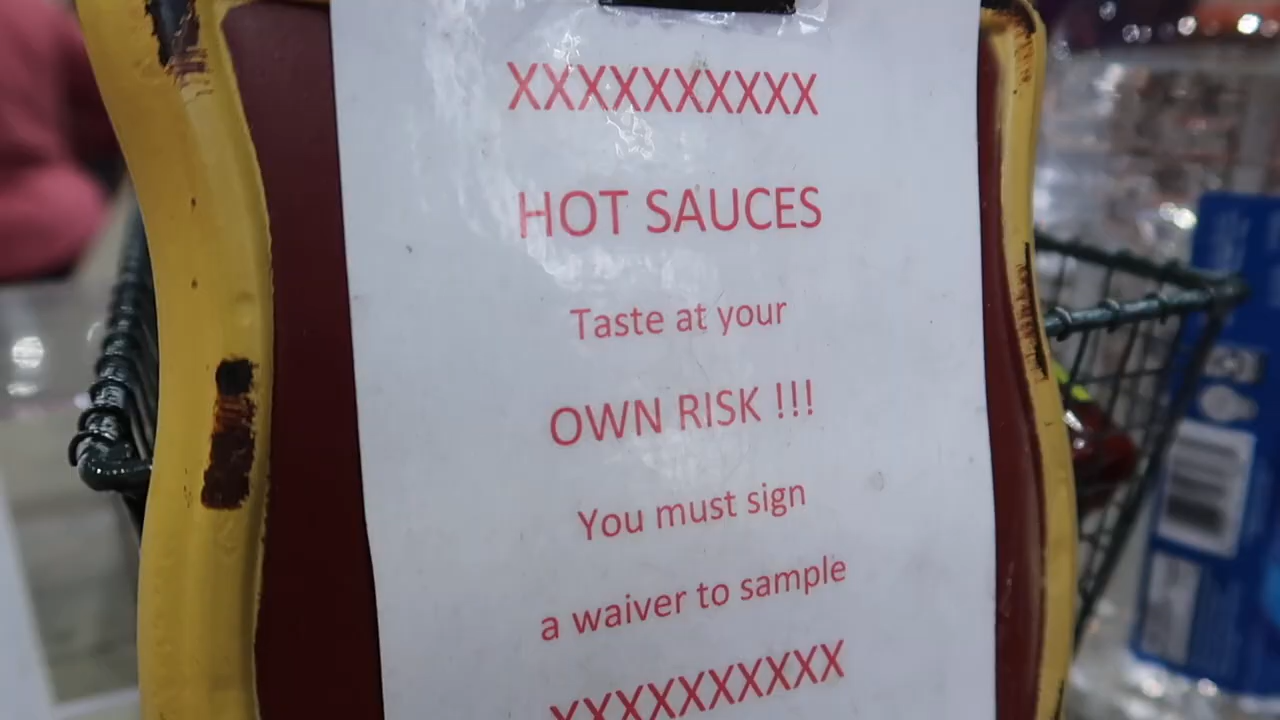 XXXXXXXXXX
HOT SAUCES
Taste at your
OWN RISK !!!
You must sign
a waiver to sample
XXXXXXXXXX